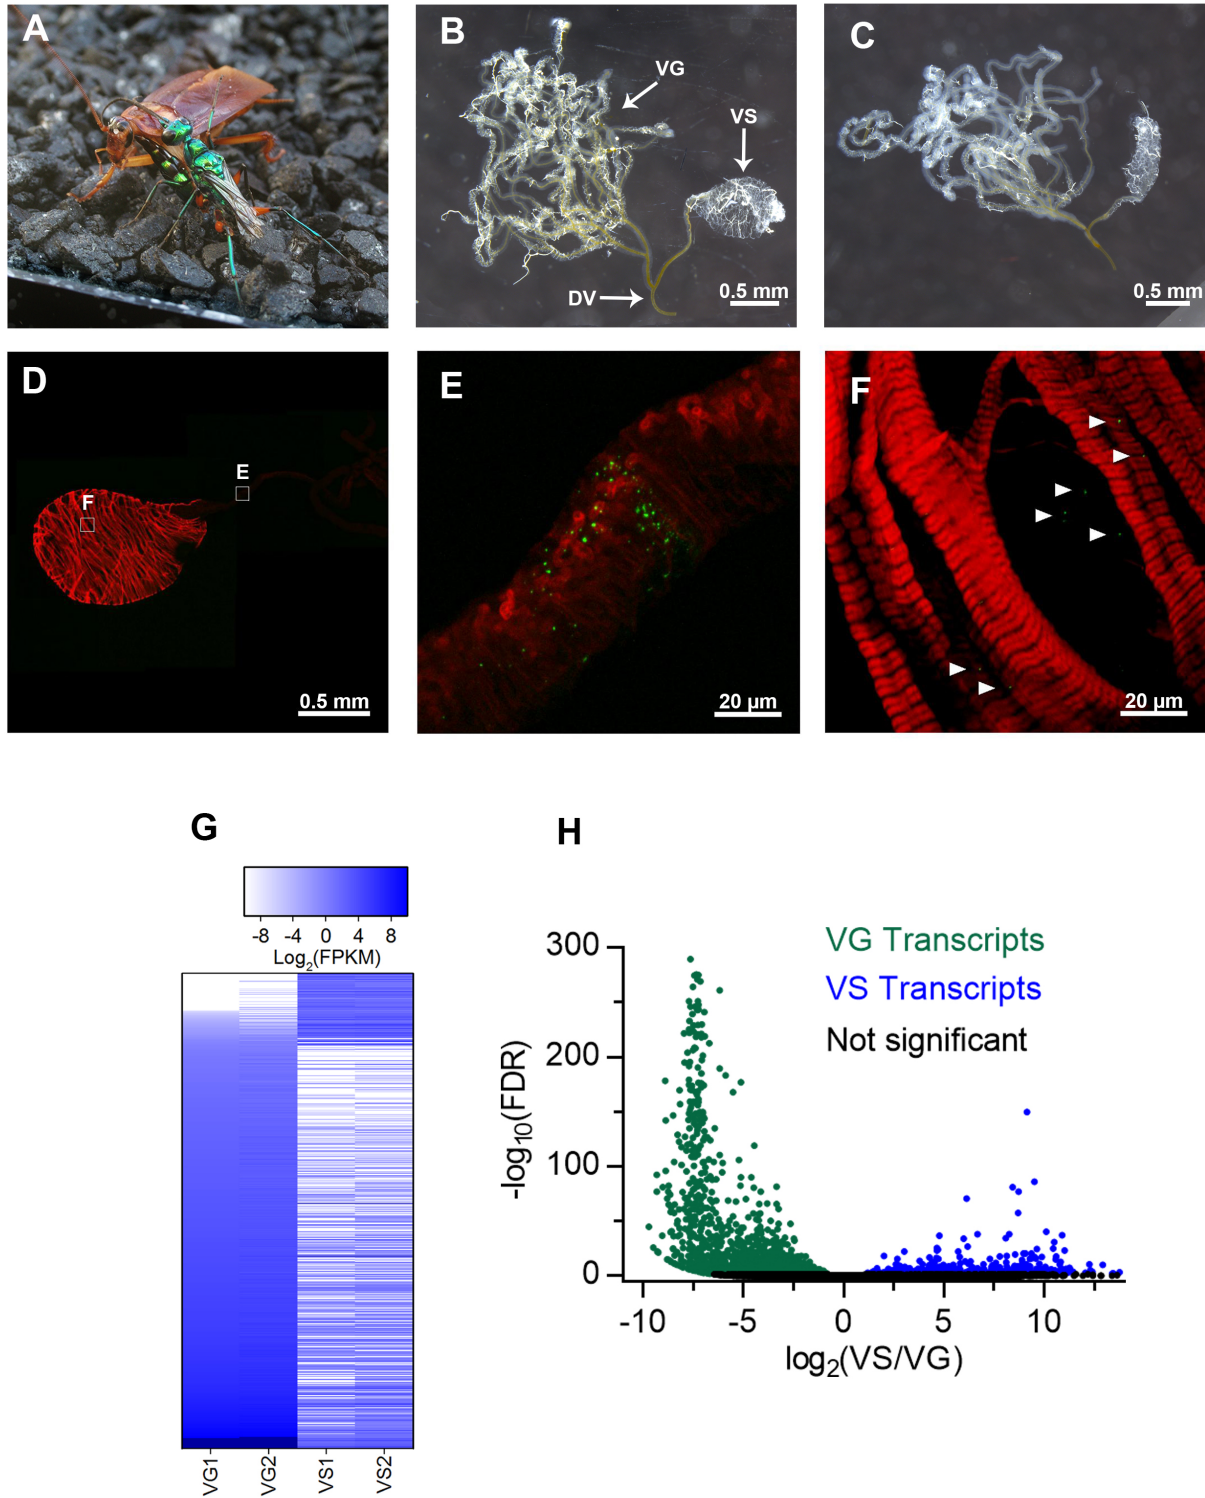 A
B
VG
VS
DV
0.5 mm
C
0.5 mm
D
F
E
0.5 mm
E
20 µm
F
20 µm
G
-8 -4 0 4 8
Log2(FPKM)
VG1
VG2
VS1
VS2
H
VG Transcripts
VS Transcripts
Not significant
300
200
100
0
-log10(FDR)
-10 -5 0 5 10
log2(VS/VG)